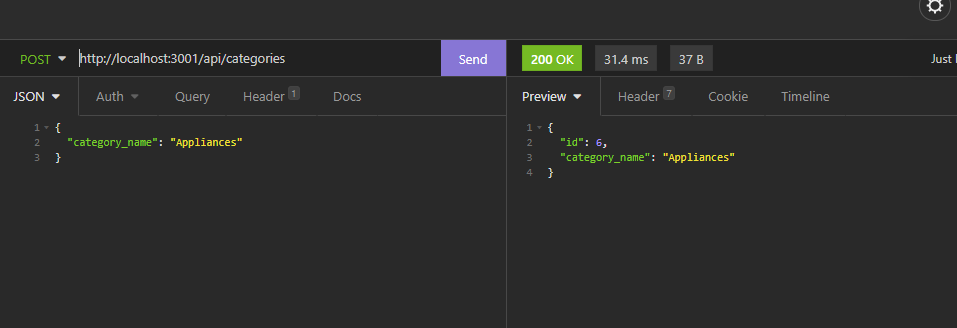 POST http://localhost:3001/api/categories Send 200 OK 31.4 ms 37 B Just
JSON Auth Query Header 1 Docs
1 {
2 "category_name": "Appliances"
3 }
Preview Header 7 Cookie Timeline
1 {
2 "id": 6,
3 "category_name": "Appliances"
4 }